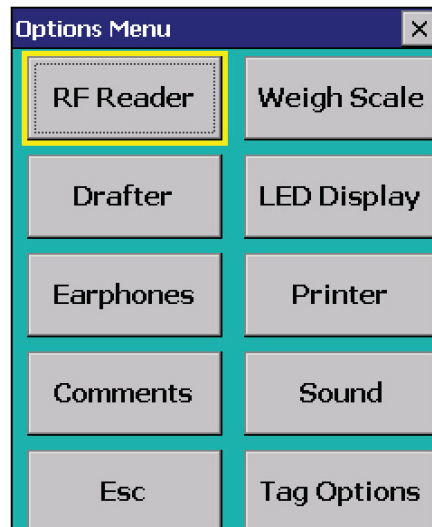 Options Menu
RF Reader
Weigh Scale
Drafter
LED Display
Earphones
Printer
Comments
Sound
Esc
Tag Options